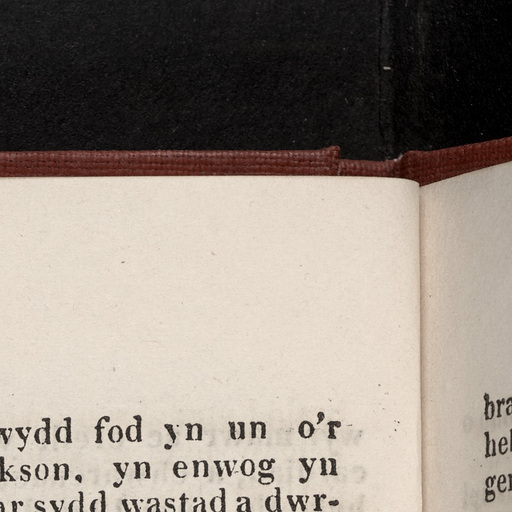 wydd fod yn un o'r
kson, yn enwog yn
ar sydd wastad a dwr-
bra
hel
ger